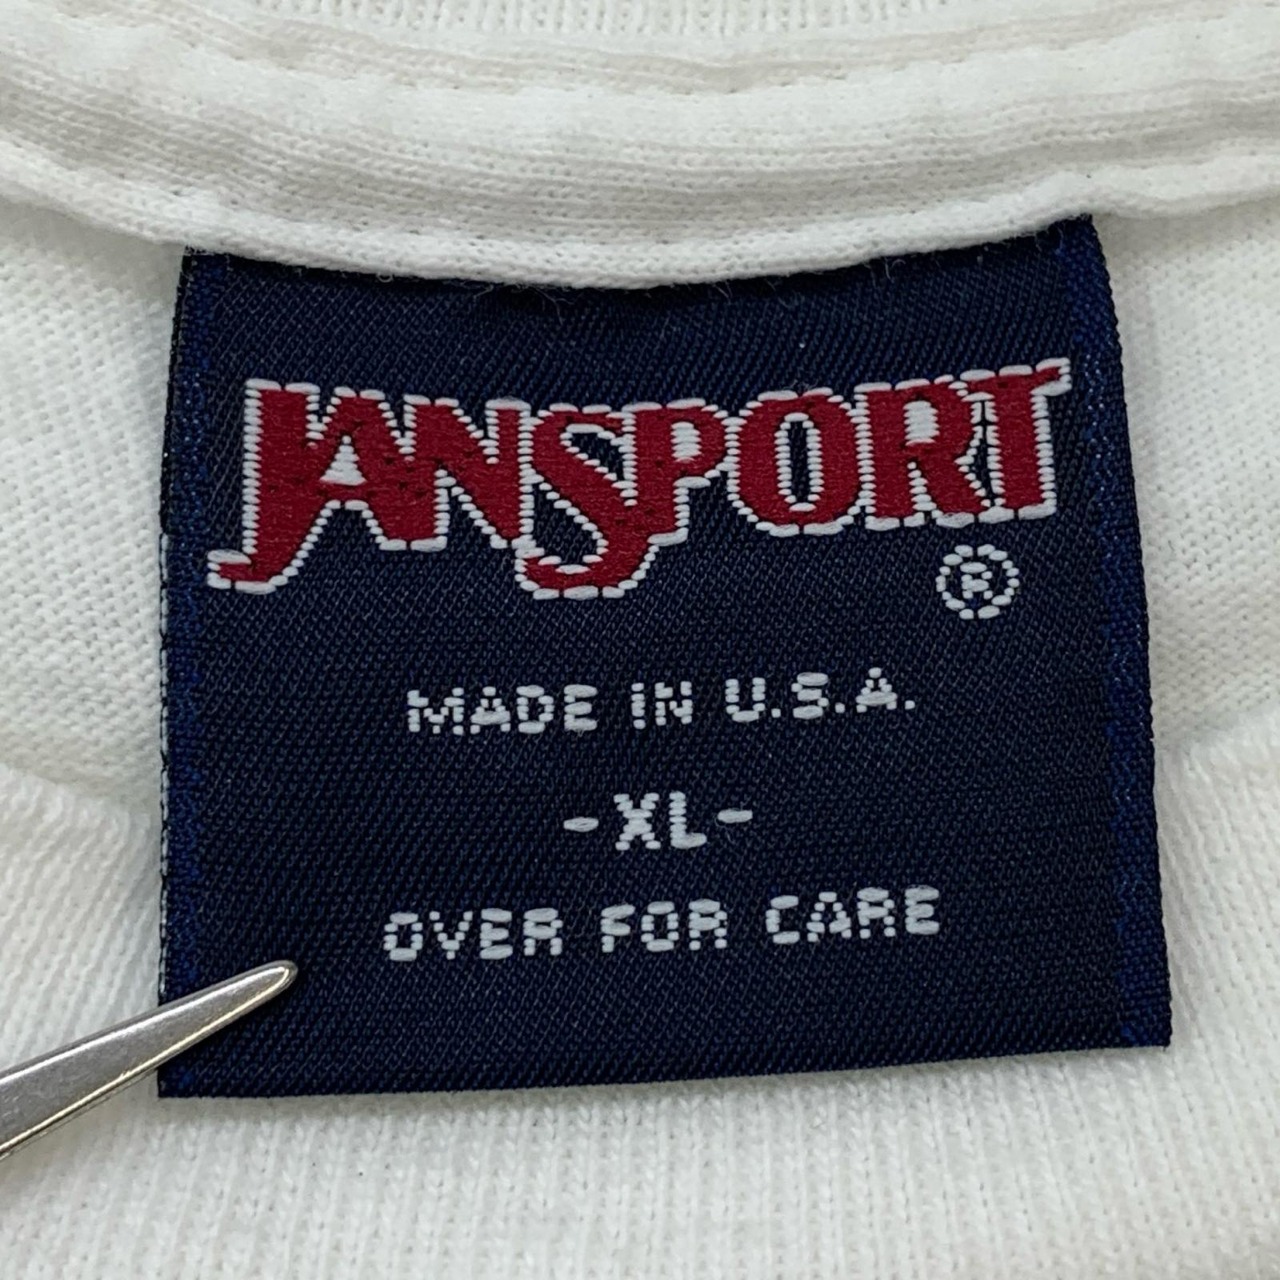 JANSPORT
®
MADE IN U.S.A.
-XL-
OVER FOR CARE